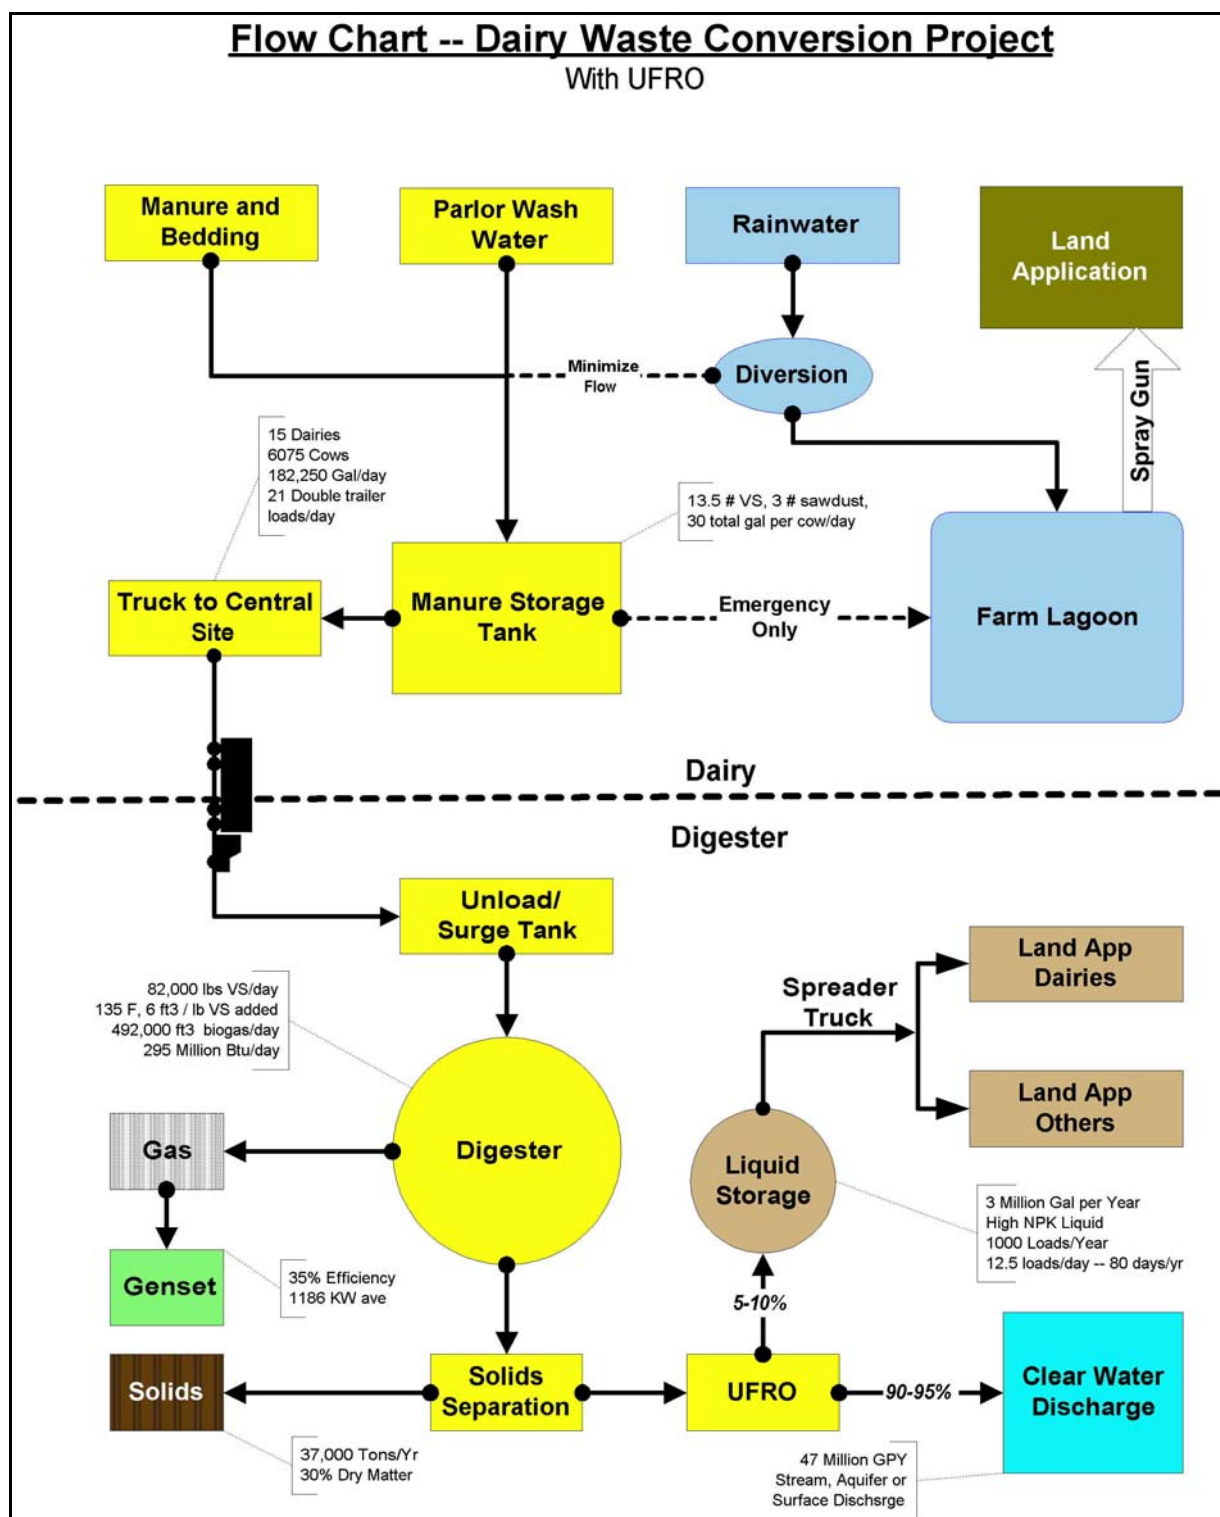 Flow Chart -- Dairy Waste Conversion Project
With UFRO
Manure and
Bedding
Parlor Wash
Water
Rainwater
Land
Application
Minimize
Flow
Diversion
Spray Gun
15 Dairies
6075 Cows
182,250 Gal/day
21 Double trailer
loads/day
13.5 # VS, 3 # sawdust,
30 total gal per cow/day
Truck to Central
Site
Manure Storage
Tank
Emergency
Only
Farm Lagoon
Dairy
Digester
Unload/
Surge Tank
82,000 lbs VS/day
135 F, 6 ft3 / lb VS added
492,000 ft3 biogas/day
295 Million Btu/day
Spreader
Truck
Land App
Dairies
Land App
Others
Gas
Digester
Liquid
Storage
3 Million Gal per Year
High NPK Liquid
1000 Loads/Year
12.5 loads/day -- 80 days/yr
Genset
35% Efficiency
1186 KW ave
5-10%
Solids
Solids
Separation
UFRO
90-95%
Clear Water
Discharge
37,000 Tons/Yr
30% Dry Matter
47 Million GPY
Stream, Aquifer or
Surface Dischsrge